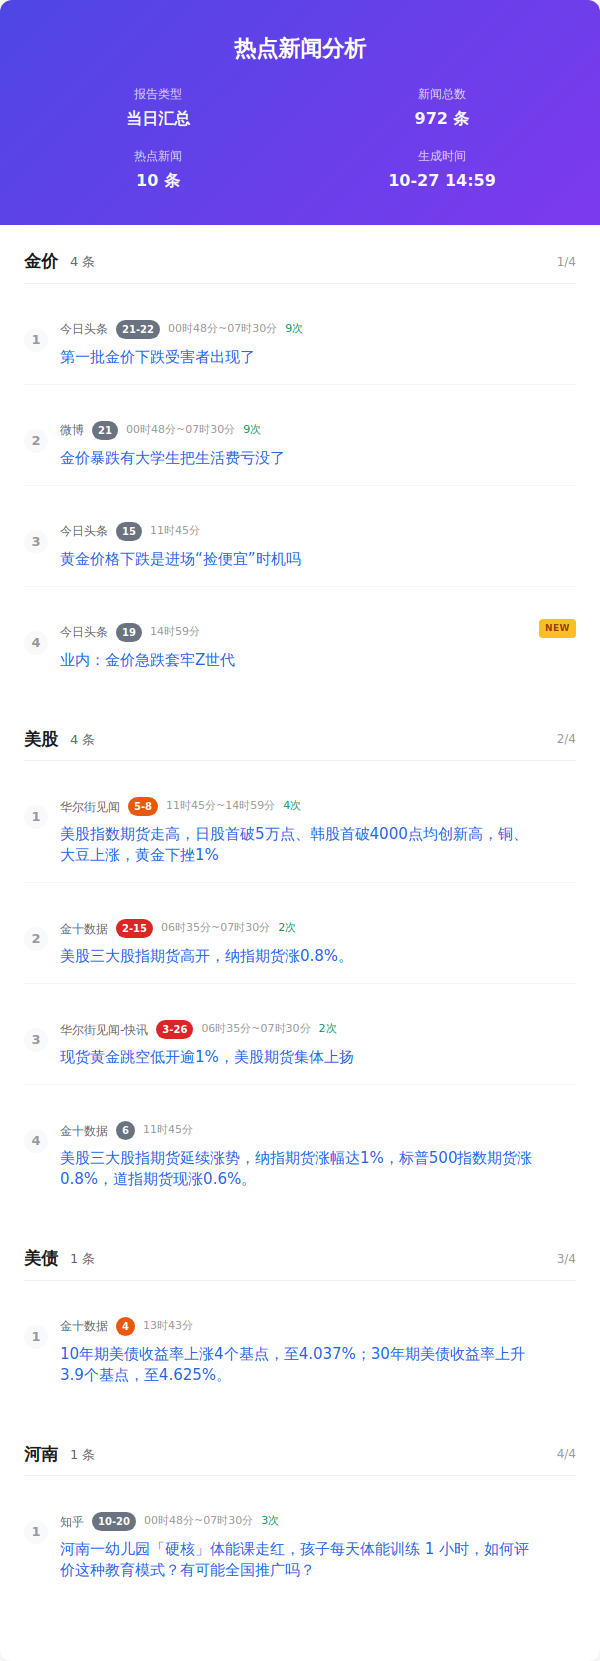 热点新闻分析
报告类型
当日汇总
新闻总数
972 条
热点新闻
10 条
生成时间
10-27 14:59
金价 4 条 1/4
今日头条 21-22 00时48分~07时30分 9次
1
第一批金价下跌受害者出现了
微博 21 00时48分~07时30分 9次
2
金价暴跌有大学生把生活费亏没了
今日头条 15 11时45分
3
黄金价格下跌是进场“捡便宜”时机吗
今日头条 19 14时59分 NEW
4
业内：金价急跌套牢Z世代
美股 4 条 2/4
华尔街见闻 5-8 11时45分~14时59分 4次
1
美股指数期货走高，日股首破5万点、韩股首破4000点均创新高，铜、
大豆上涨，黄金下挫1%
金十数据 2-15 06时35分~07时30分 2次
2
美股三大股指期货高开，纳指期货涨0.8%。
华尔街见闻-快讯 3-26 06时35分~07时30分 2次
3
现货黄金跳空低开逾1%，美股期货集体上扬
金十数据 6 11时45分
4
美股三大股指期货延续涨势，纳指期货涨幅达1%，标普500指数期货涨
0.8%，道指期货现涨0.6%。
美债 1 条 3/4
金十数据 4 13时43分
1
10年期美债收益率上涨4个基点，至4.037%；30年期美债收益率上升
3.9个基点，至4.625%。
河南 1 条 4/4
知乎 10-20 00时48分~07时30分 3次
1
河南一幼儿园「硬核」体能课走红，孩子每天体能训练 1 小时，如何评
价这种教育模式？有可能全国推广吗？